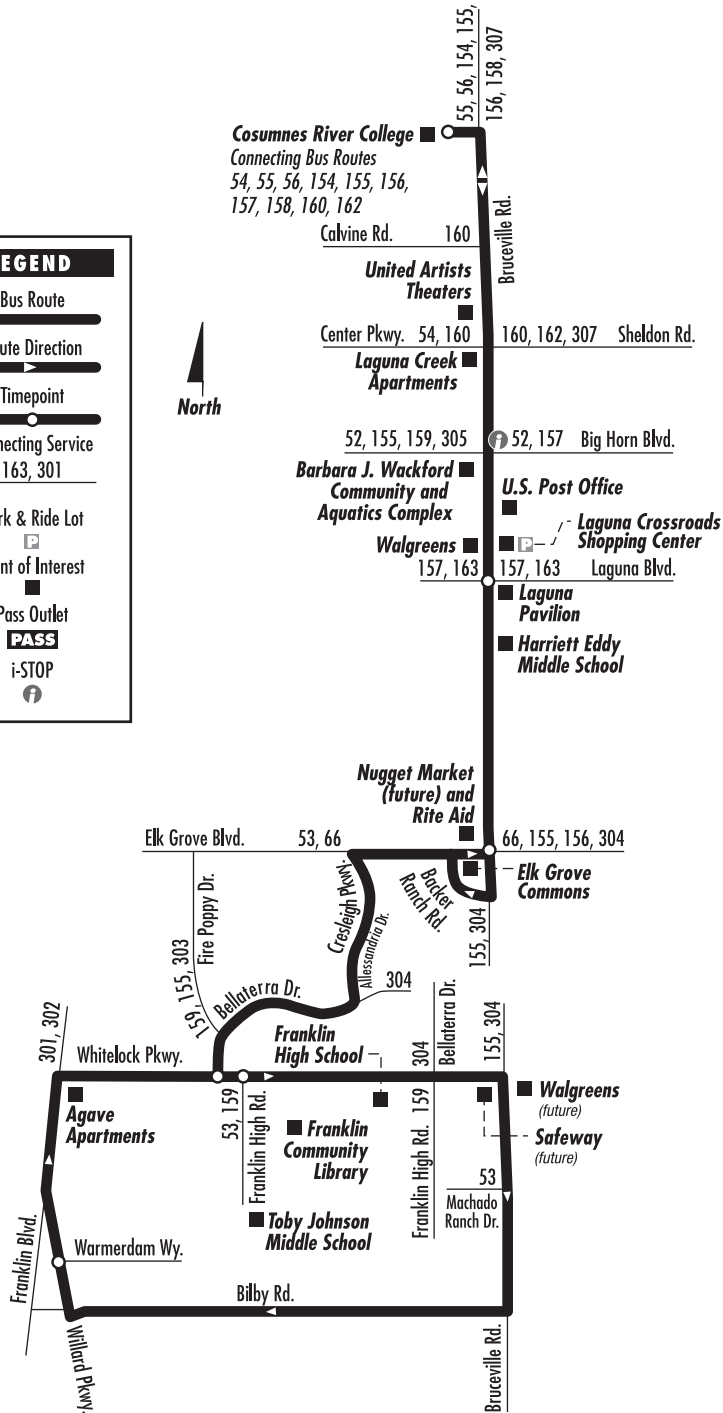 55, 56, 154, 155,
156, 158, 307
Cosumnes River College
Connecting Bus Routes
54, 55, 56, 154, 155, 156,
157, 158, 160, 162
Bruceville Rd.
Calvine Rd. 160
United Artists
Theaters
Center Pkwy. 54, 160
160, 162, 307 Sheldon Rd.
Laguna Creek
Apartments
North
52, 155, 159, 305
i 52, 157 Big Horn Blvd.
Barbara J. Wackford
Community and
Aquatics Complex
U.S. Post Office
Walgreens
P
Laguna Crossroads
Shopping Center
157, 163
157, 163 Laguna Blvd.
Laguna
Pavilion
Harriett Eddy
Middle School
EGEND
Bus Route
ute Direction
Timepoint
necting Service
163, 301
rk & Ride Lot
P
nt of Interest
Pass Outlet
PASS
i-STOP
i
Nugget Market
(future) and
Rite Aid
Elk Grove Blvd. 53, 66
66, 155, 156, 304
Elk Grove
Commons
Backer
Ranch Rd.
155, 304
Cresleigh Pkwy.
Allessandria Dr.
304
Fire Poppy Dr.
159, 155, 303
Bellaterra Dr.
301, 302
Whitelock Pkwy.
Franklin
High School
304
Bellaterra Dr.
155, 304
Agave
Apartments
53, 159
Franklin High Rd.
Franklin
Community
Library
159
Franklin High Rd.
Walgreens
(future)
Safeway
(future)
53
Machado
Ranch Dr.
Toby Johnson
Middle School
Franklin Blvd.
Warmerdam Wy.
Bilby Rd.
Willard Pkwy.
Bruceville Rd.